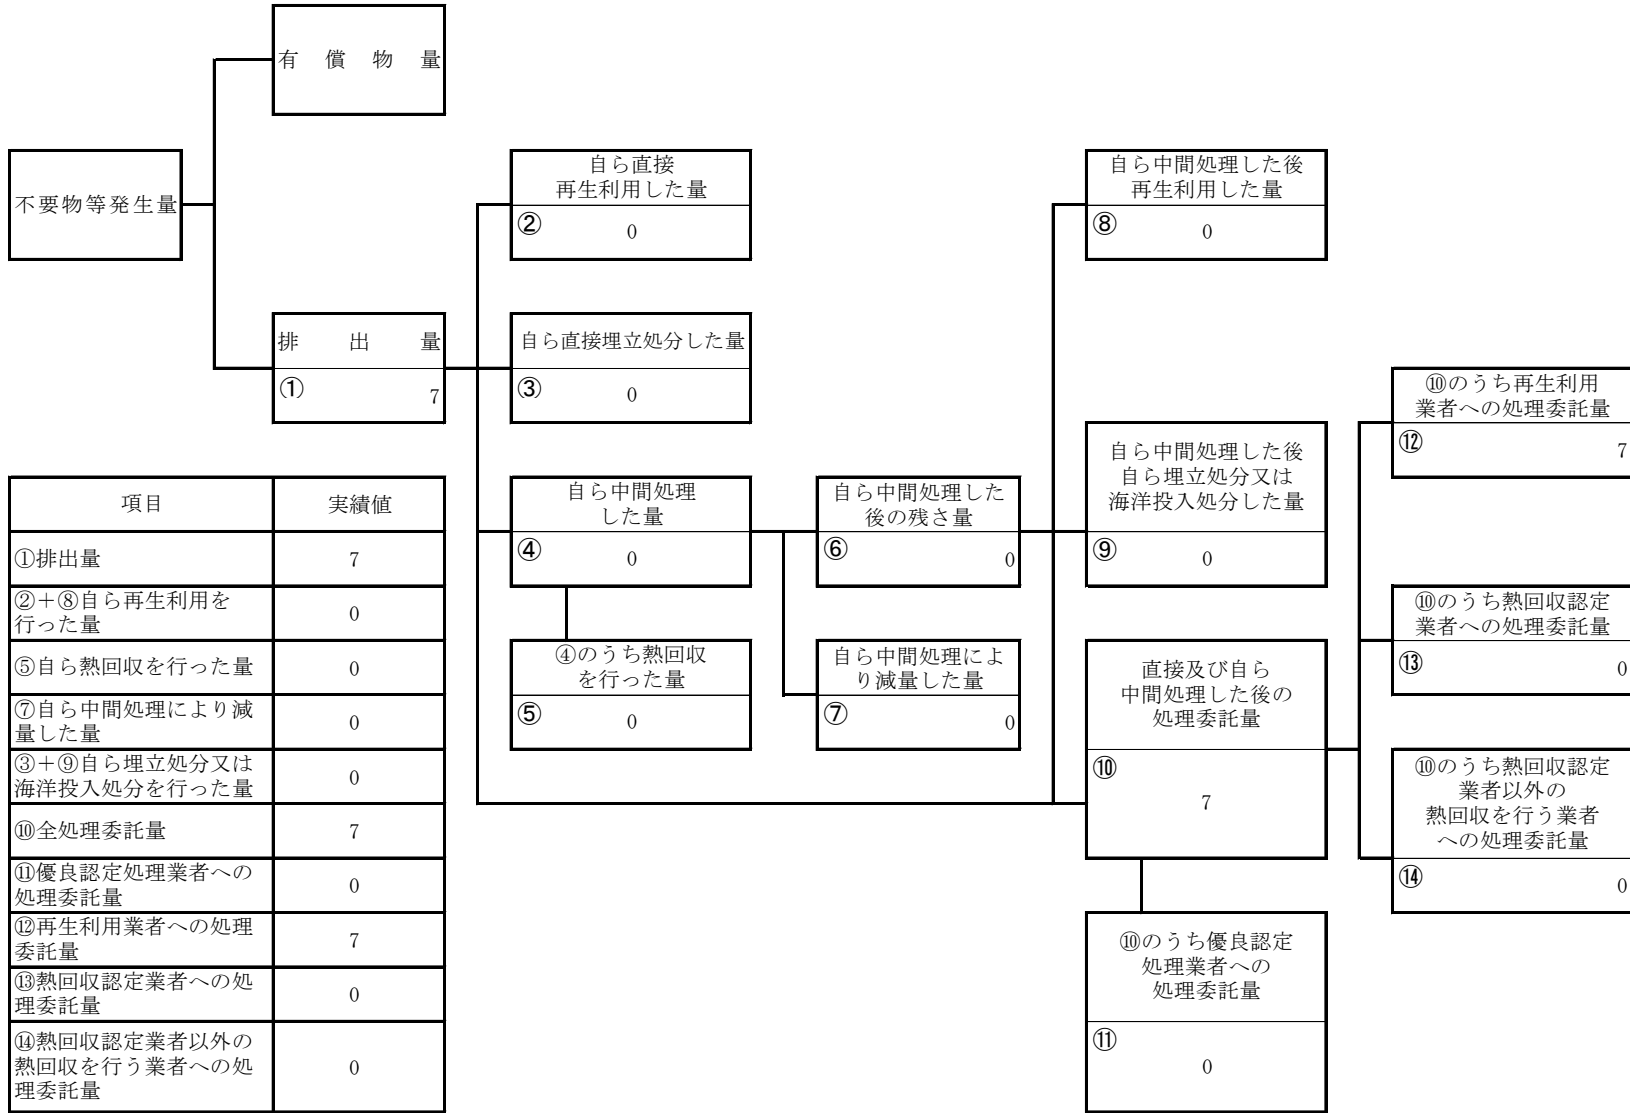 有償物量
不要物等発生量
排出量
① 7
自ら直接
再生利用した量
② 0
自ら直接埋立処分した量
③ 0
自ら中間処理
した量
④ 0
④のうち熱回収
を行った量
⑤ 0
自ら中間処理した
後の残さ量
⑥ 0
自ら中間処理によ
り減量した量
⑦ 0
自ら中間処理した後
再生利用した量
⑧ 0
自ら中間処理した後
自ら埋立処分又は
海洋投入処分した量
⑨ 0
直接及び自ら
中間処理した後の
処理委託量
⑩
7
⑩のうち優良認定
処理業者への
処理委託量
⑪
0
⑩のうち再生利用
業者への処理委託量
⑫ 7
⑩のうち熱回収認定
業者への処理委託量
⑬ 0
⑩のうち熱回収認定
業者以外の
熱回収を行う業者
への処理委託量
⑭ 0
項目 実績値
①排出量 7
②+⑧自ら再生利用を
行った量 0
⑤自ら熱回収を行った量 0
⑦自ら中間処理により減
量した量 0
③+⑨自ら埋立処分又は
海洋投入処分を行った量 0
⑩全処理委託量 7
⑪優良認定処理業者への
処理委託量 0
⑫再生利用業者への処理
委託量 7
⑬熱回収認定業者への処
理委託量 0
⑭熱回収認定業者以外の
熱回収を行う業者への処
理委託量 0